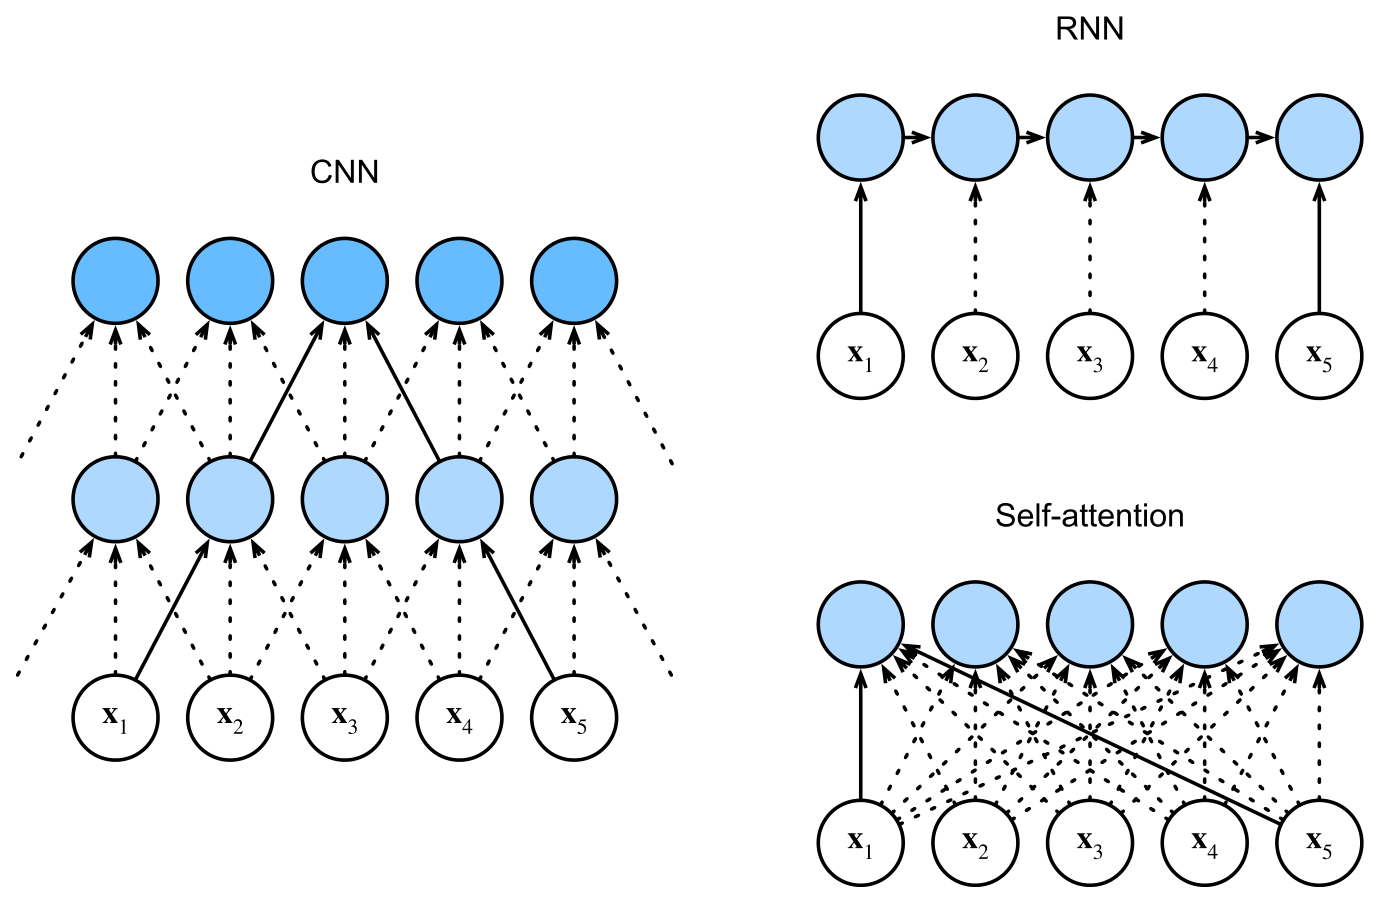 CNN
x₁ x₂ x₃ x₄ x₅
RNN
x₁ x₂ x₃ x₄ x₅
Self-attention
x₁ x₂ x₃ x₄ x₅